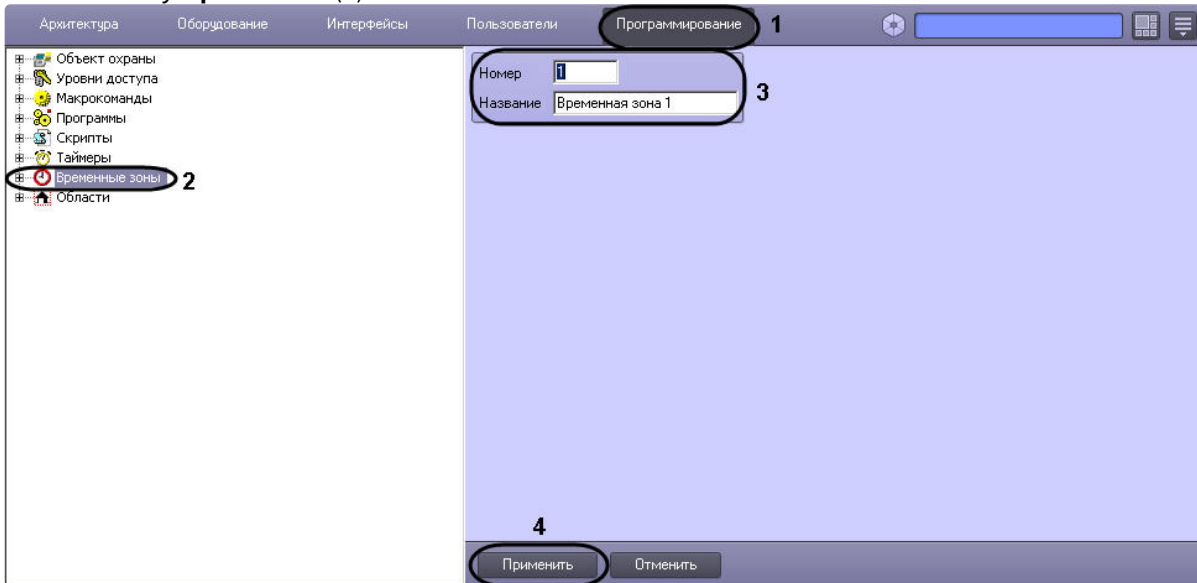 Архитектура Оборудование Интерфейсы Пользователи Программирование 1
Объект охраны
Уровни доступа
Макрокоманды
Программы
Скрипты
Таймеры
Временные зоны 2
Области
Номер 1
Название Временная зона 1
3
4
Применить Отменить